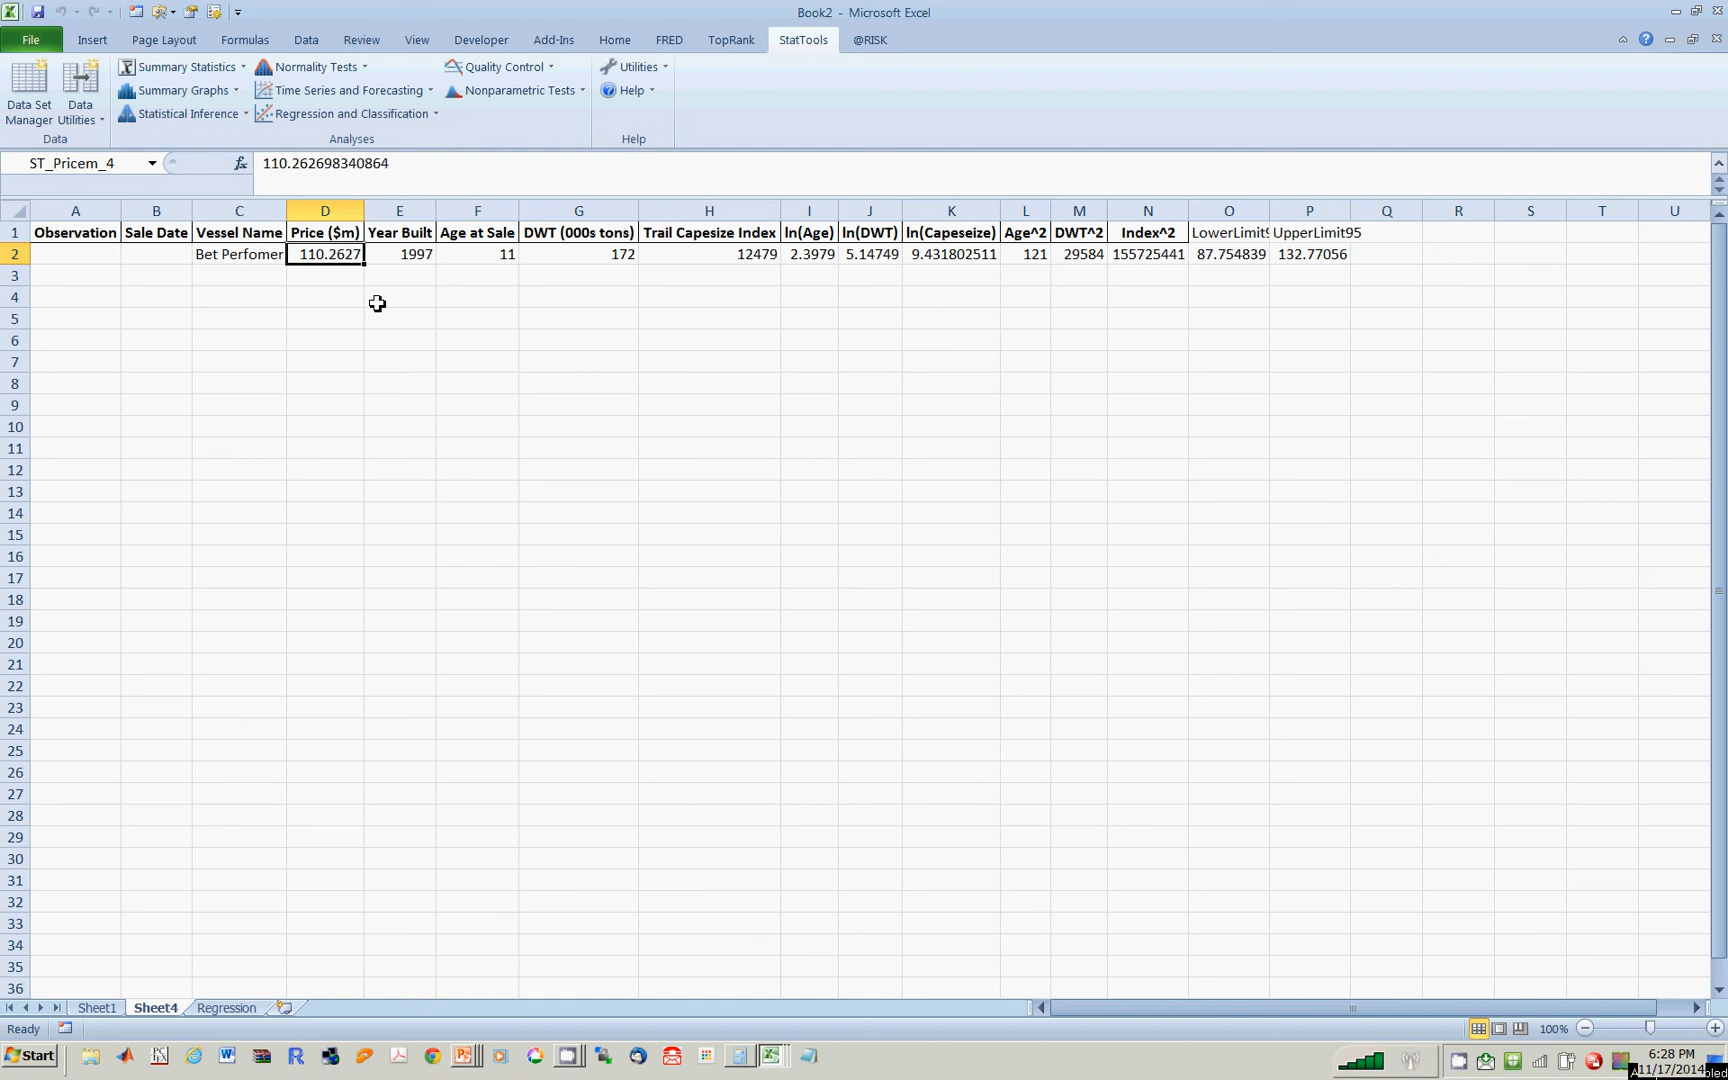 Book2 - Microsoft Excel
File Insert Page Layout Formulas Data Review View Developer Add-Ins Home FRED TopRank StatTools @RISK
Data Set Manager
Data Utilities
Summary Statistics
Summary Graphs
Statistical Inference
Normality Tests
Time Series and Forecasting
Regression and Classification
Quality Control
Nonparametric Tests
Utilities
Help
Data Analyses Help
ST_Pricem_4 fx 110.262698340864
A B C D E F G H I J K L M N O P Q R S T U
1 Observation Sale Date Vessel Name Price ($m) Year Built Age at Sale DWT (000s tons) Trail Capesize Index ln(Age) ln(DWT) ln(Capeseize) Age^2 DWT^2 Index^2 LowerLimit9 UpperLimit95
2 Bet Perfomer 110.2627 1997 11 172 12479 2.3979 5.14749 9.431802511 121 29584 155725441 87.754839 132.77056
3
4
5
6
7
8
9
10
11
12
13
14
15
16
17
18
19
20
21
22
23
24
25
26
27
28
29
30
31
32
33
34
35
36
Sheet1 Sheet4 Regression
Ready 100%
Start 6:28 PM
11/17/2014